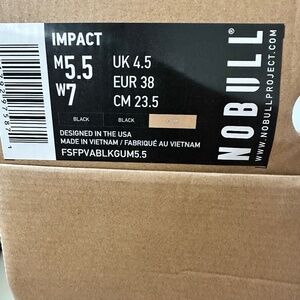 IMPACT
M5.5
W7
UK 4.5
EUR 38
CM 23.5
BLACK
BLACK
DESIGNED IN THE USA
MADE IN VIETNAM / FABRIQUÉ AU VIETNAM
FSFPVABLKGUM5.5
NOBULL
WWW.NOBULLPROJECT.COM